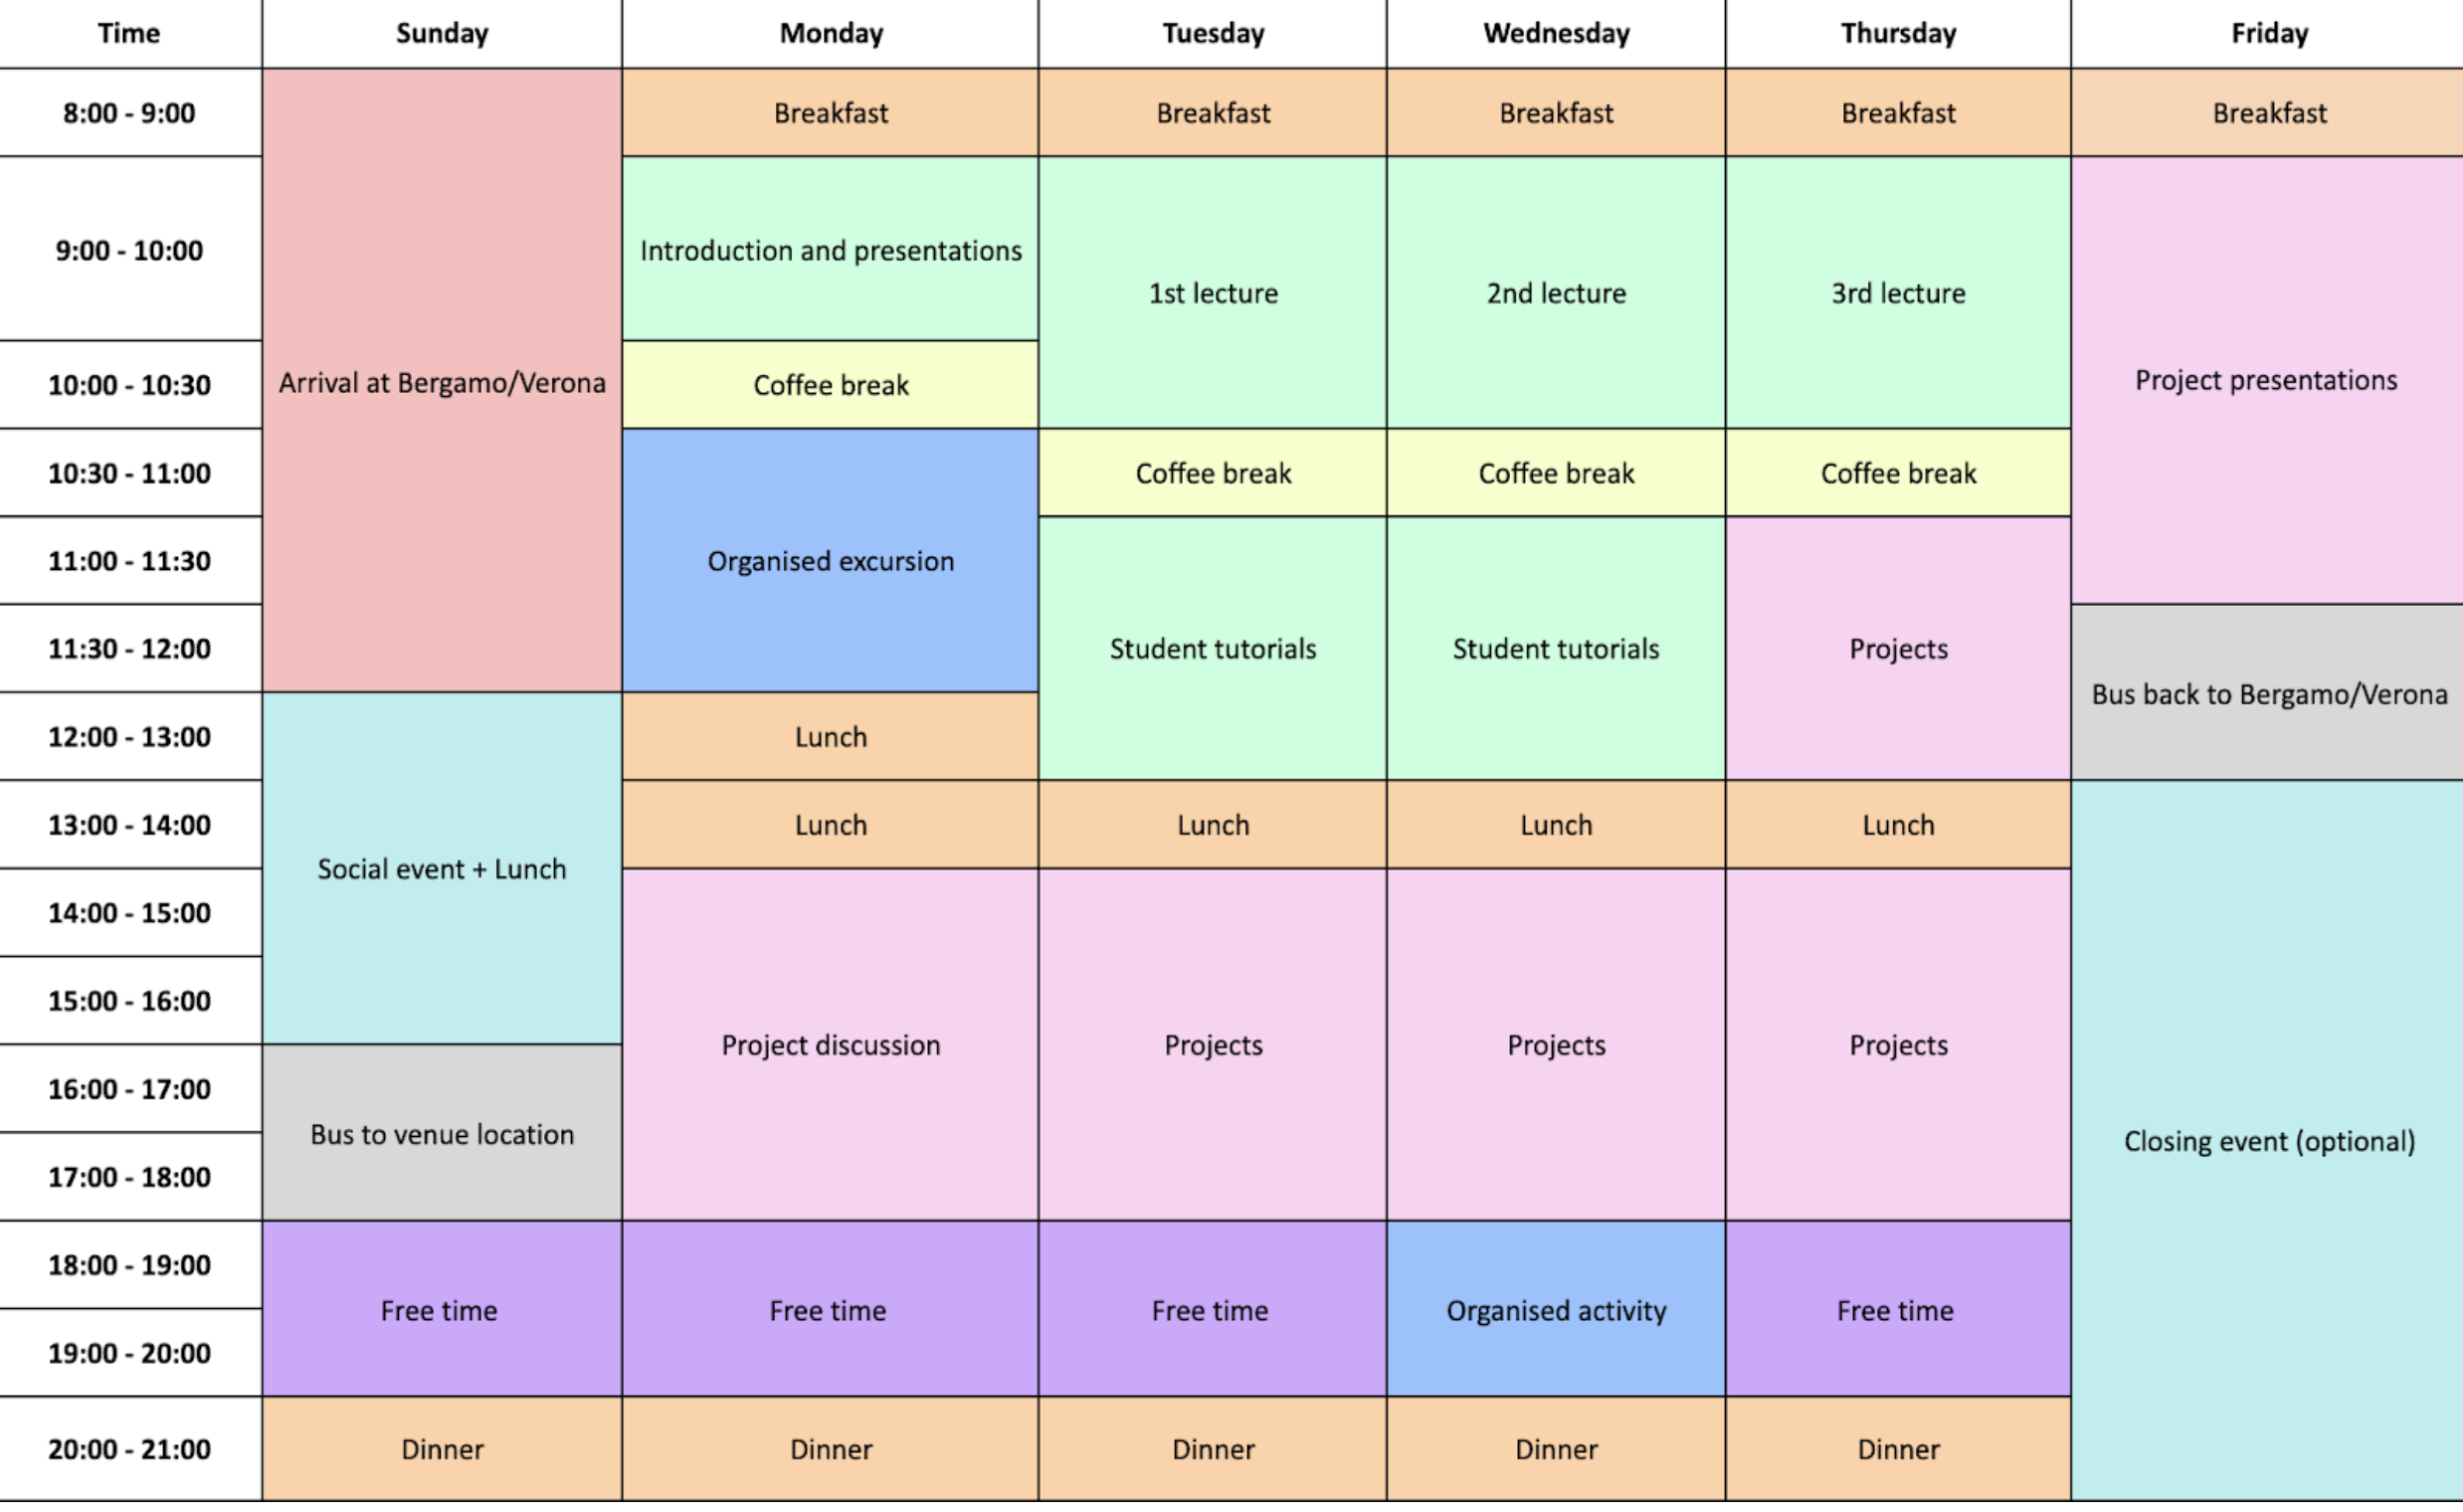 Time Sunday Monday Tuesday Wednesday Thursday Friday
8:00 - 9:00 Breakfast Breakfast Breakfast Breakfast Breakfast
9:00 - 10:00 Introduction and presentations
1st lecture 2nd lecture 3rd lecture
10:00 - 10:30 Arrival at Bergamo/Verona Coffee break Project presentations
10:30 - 11:00 Coffee break Coffee break Coffee break
11:00 - 11:30 Organised excursion
11:30 - 12:00 Student tutorials Student tutorials Projects
Bus back to Bergamo/Verona
12:00 - 13:00 Lunch
13:00 - 14:00 Lunch Lunch Lunch Lunch
Social event + Lunch
14:00 - 15:00
15:00 - 16:00
Project discussion Projects Projects Projects
16:00 - 17:00
Bus to venue location Closing event (optional)
17:00 - 18:00
18:00 - 19:00
Free time Free time Free time Organised activity Free time
19:00 - 20:00
20:00 - 21:00 Dinner Dinner Dinner Dinner Dinner